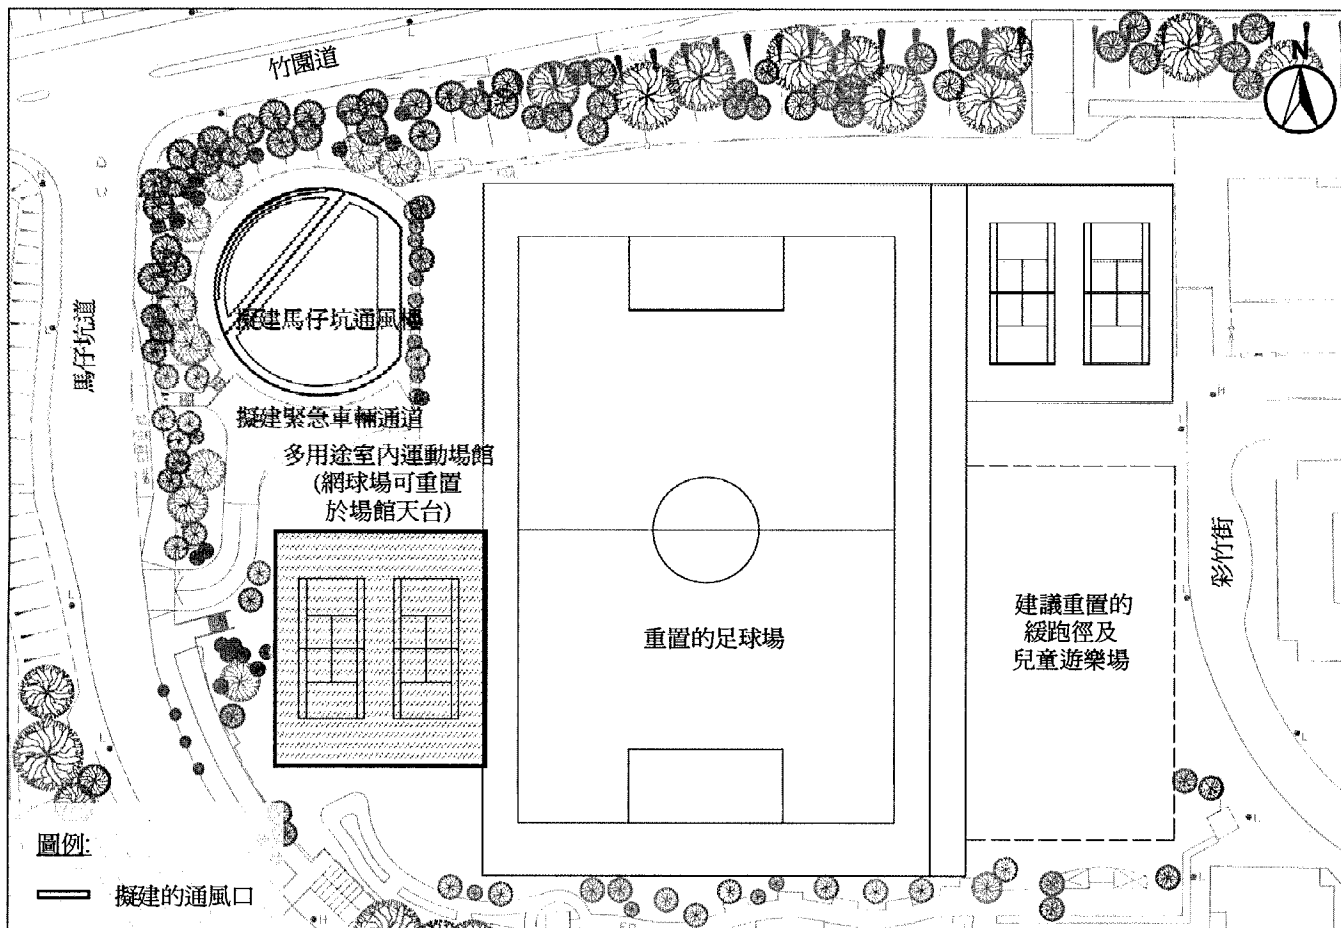 竹園道
N
馬仔坑道
擬建馬仔坑通風樓
擬建緊急車輛通道
多用途室內運動場館
(網球場可重置
於場館天台)
重置的足球場
建議重置的
緩跑徑及
兒童遊樂場
彩竹街
圖例:
擬建的通風口